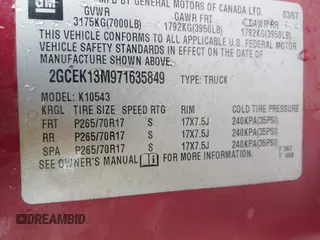 GM
MFD BY GENERAL MOTORS OF CANADA LTD. 03/07
GVWR GAWR FRT GAWR RR
3175KG(7000LB) 1792KG(3950LB) 1792KG(3950LB)
THIS VEHICLE CONFORMS TO ALL APPLICABLE U.S. FEDERAL
MOTOR VEHICLE SAFETY STANDARDS IN EFFECT ON THE DATE OF
MANUFACTURE SHOWN ABOVE.
2GCEK13M971635849 TYPE: TRUCK
MODEL: K10543
KRGL TIRE SIZE SPEED RTG RIM COLD TIRE PRESSURE
FRT P265/70R17 S 17X7.5J 240KPA(35PSI)
RR P265/70R17 S 17X7.5J 240KPA(35PSI)
SPA P265/70R17 S 17X7.5J 240KPA(35PSI)
SEE OWNER'S MANUAL FOR MORE INFORMATION.
DREAMBID